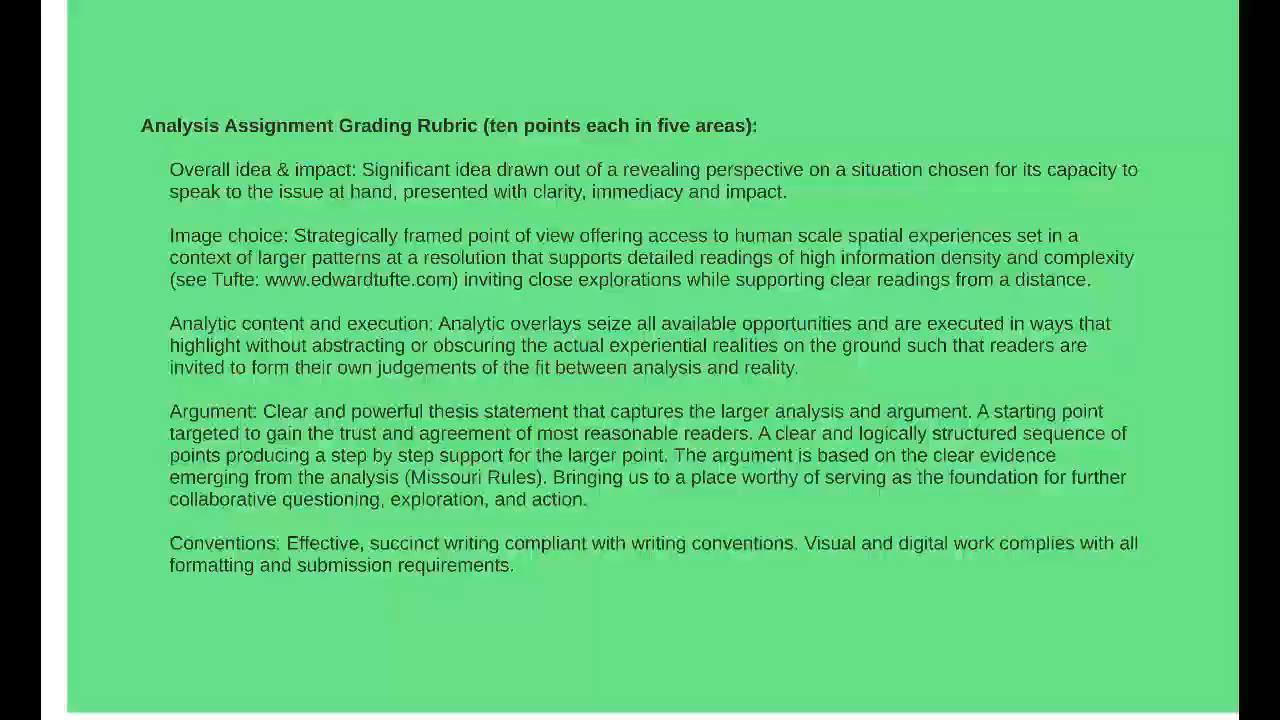 Analysis Assignment Grading Rubric (ten points each in five areas):
Overall idea & impact: Significant idea drawn out of a revealing perspective on a situation chosen for its capacity to
speak to the issue at hand, presented with clarity, immediacy and impact.
Image choice: Strategically framed point of view offering access to human scale spatial experiences set in a
context of larger patterns at a resolution that supports detailed readings of high information density and complexity
(see Tufte: www.edwardtufte.com) inviting close explorations while supporting clear readings from a distance.
Analytic content and execution: Analytic overlays seize all available opportunities and are executed in ways that
highlight without abstracting or obscuring the actual experiential realities on the ground such that readers are
invited to form their own judgements of the fit between analysis and reality.
Argument: Clear and powerful thesis statement that captures the larger analysis and argument. A starting point
targeted to gain the trust and agreement of most reasonable readers. A clear and logically structured sequence of
points producing a step by step support for the larger point. The argument is based on the clear evidence
emerging from the analysis (Missouri Rules). Bringing us to a place worthy of serving as the foundation for further
collaborative questioning, exploration, and action.
Conventions: Effective, succinct writing compliant with writing conventions. Visual and digital work complies with all
formatting and submission requirements.